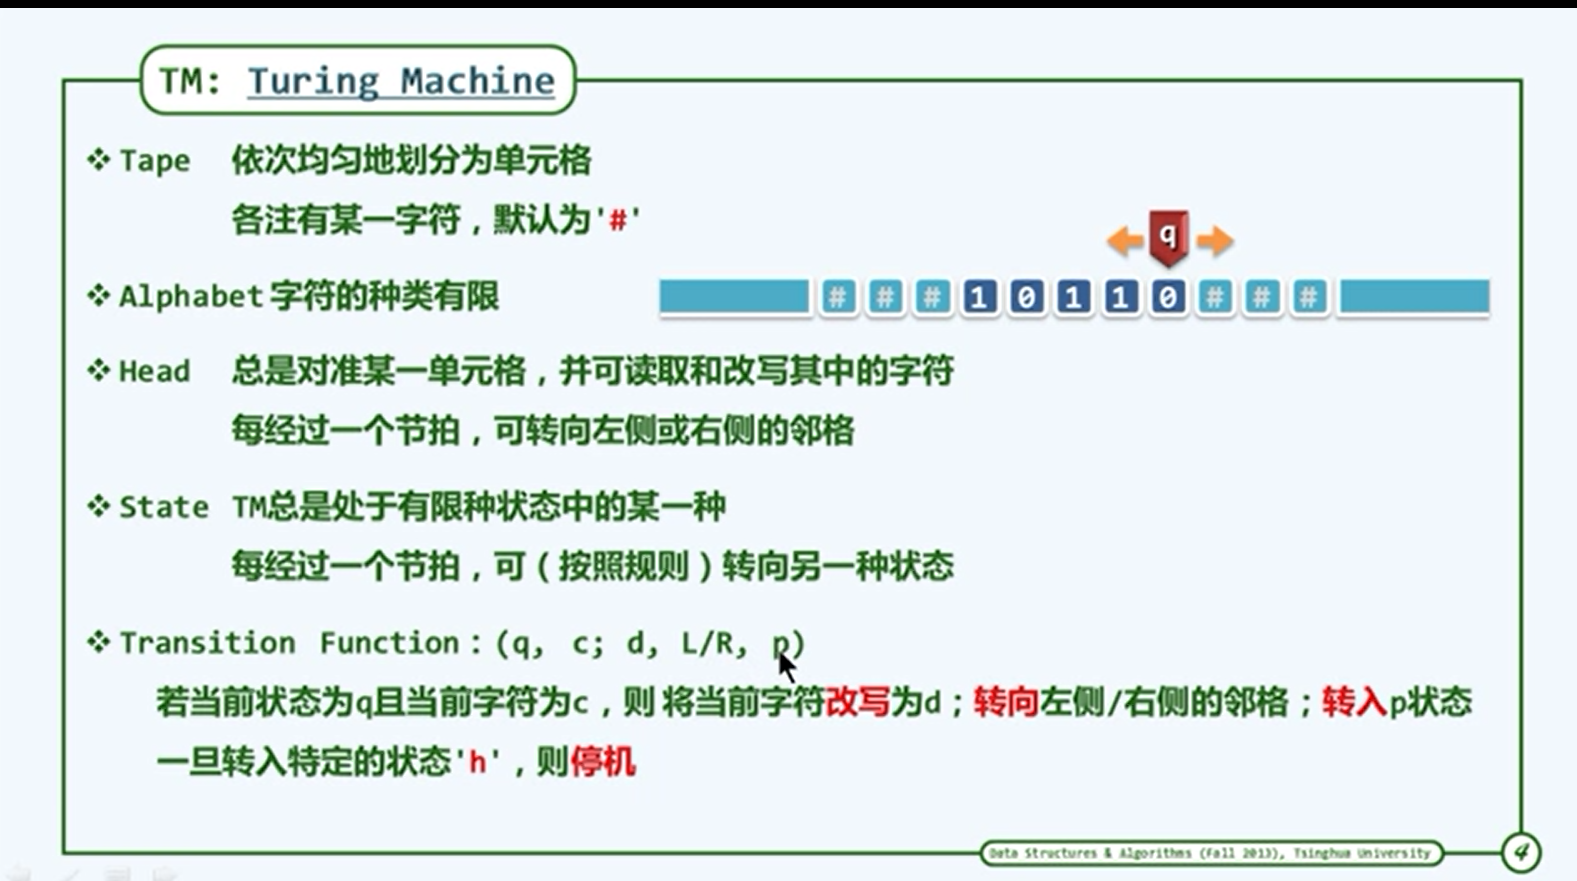 TM: Turing Machine
Tape 依次均匀地划分为单元格
各注有某一字符，默认为'#'
q
Alphabet 字符的种类有限
# # # 1 0 1 1 0 # # #
Head 总是对准某一单元格，并可读取和改写其中的字符
每经过一个节拍，可转向左侧或右侧的邻格
State TM总是处于有限种状态中的某一种
每经过一个节拍，可（按照规则）转向另一种状态
Transition Function：(q, c; d, L/R, p)
若当前状态为q且当前字符为c，则 将当前字符改写为d；转向左侧/右侧的邻格；转入p状态
一旦转入特定的状态'h'，则停机
Data Structures & Algorithms (Fall 2013), Tsinghua University
4